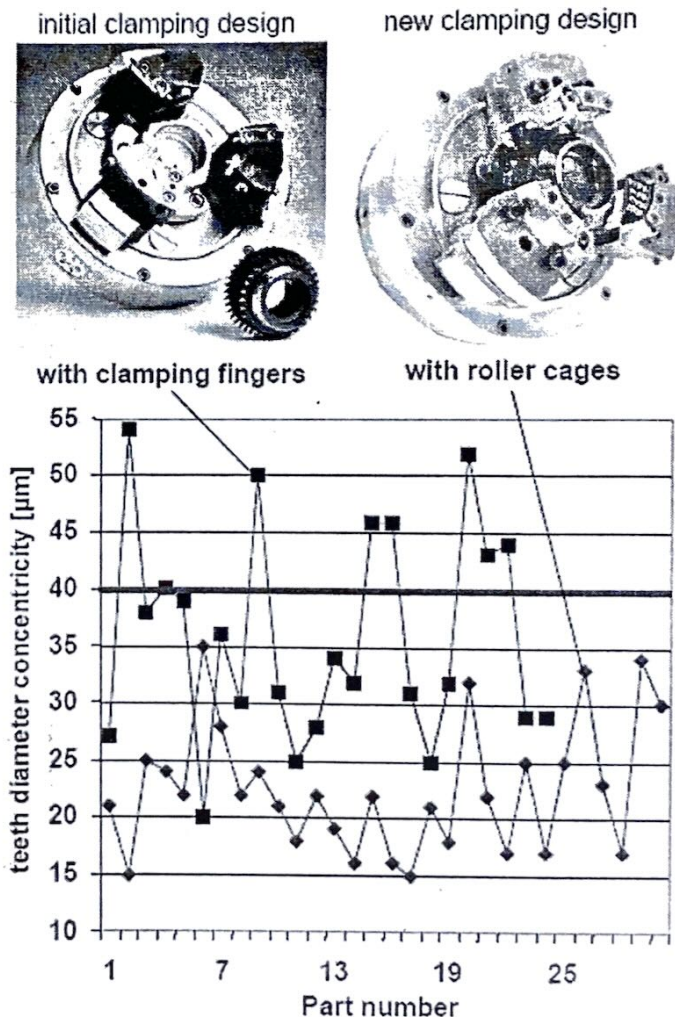 initial clamping design
new clamping design
with clamping fingers
with roller cages
teeth diameter concentricity [µm]
55
50
45
40
35
30
25
20
15
10
1 7 13 19 25
Part number